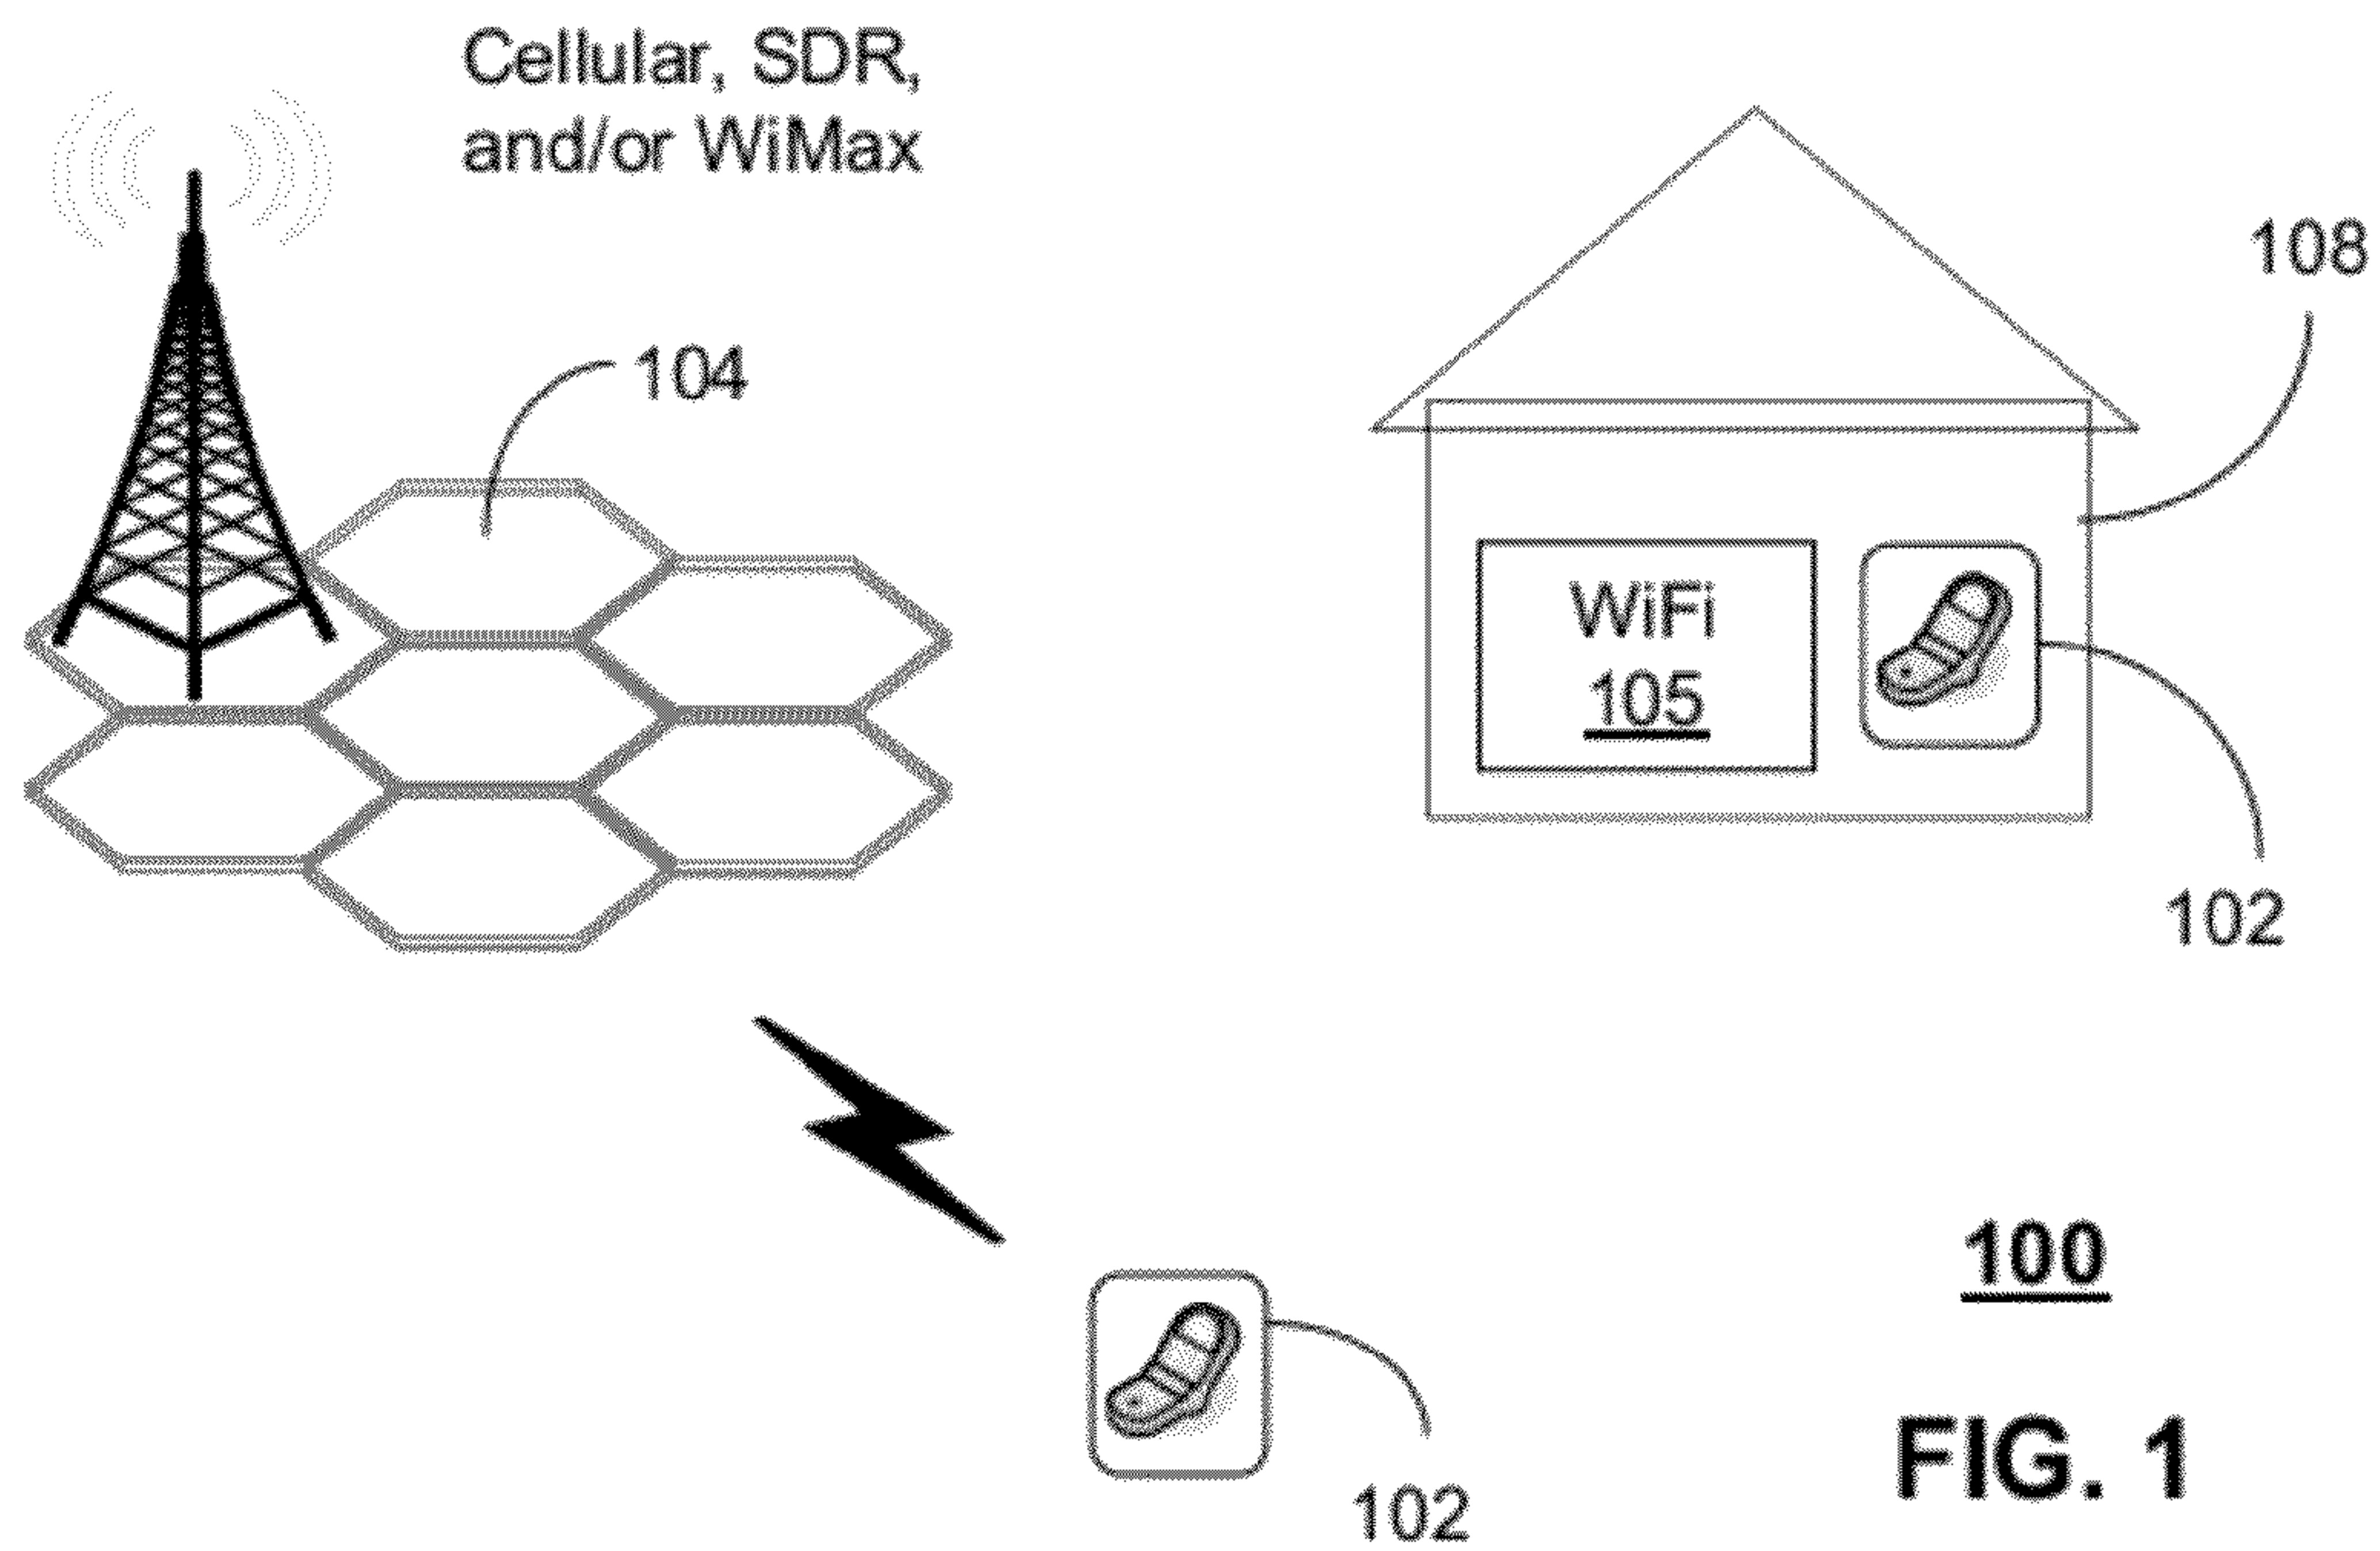 Cellular, SDR,
and/or WiMax
108
104
WiFi
105
102
100
FIG. 1
102